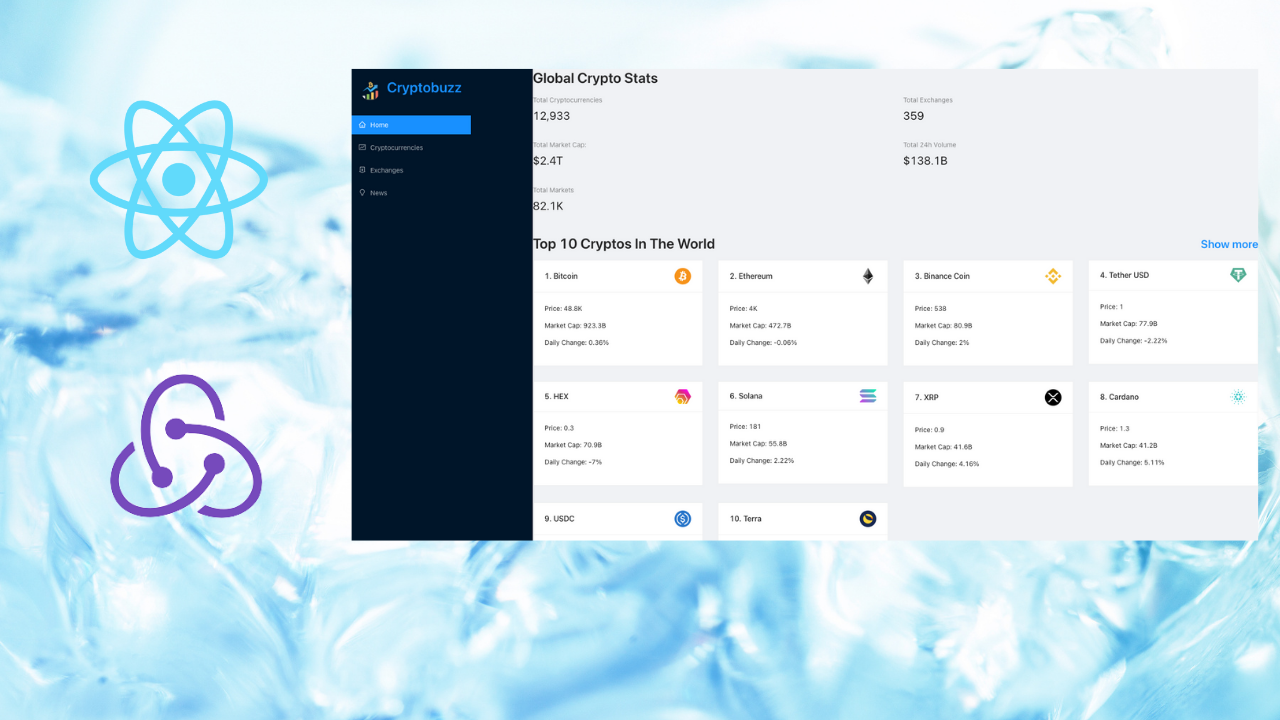 Cryptobuzz
Home
Cryptocurrencies
Exchanges
News
Global Crypto Stats
Total Cryptocurrencies
12,933
Total Exchanges
359
Total Market Cap:
$2.4T
Total 24h Volume
$138.1B
Total Markets
82.1K
Top 10 Cryptos In The World
Show more
1. Bitcoin
Price: 48.8K
Market Cap: 923.3B
Daily Change: 0.36%
2. Ethereum
Price: 4K
Market Cap: 472.7B
Daily Change: -0.06%
3. Binance Coin
Price: 538
Market Cap: 80.9B
Daily Change: 2%
4. Tether USD
Price: 1
Market Cap: 77.9B
Daily Change: -2.22%
5. HEX
Price: 0.3
Market Cap: 70.9B
Daily Change: -7%
6. Solana
Price: 181
Market Cap: 55.8B
Daily Change: 2.22%
7. XRP
Price: 0.9
Market Cap: 41.6B
Daily Change: 4.16%
8. Cardano
Price: 1.3
Market Cap: 41.2B
Daily Change: 5.11%
9. USDC
10. Terra